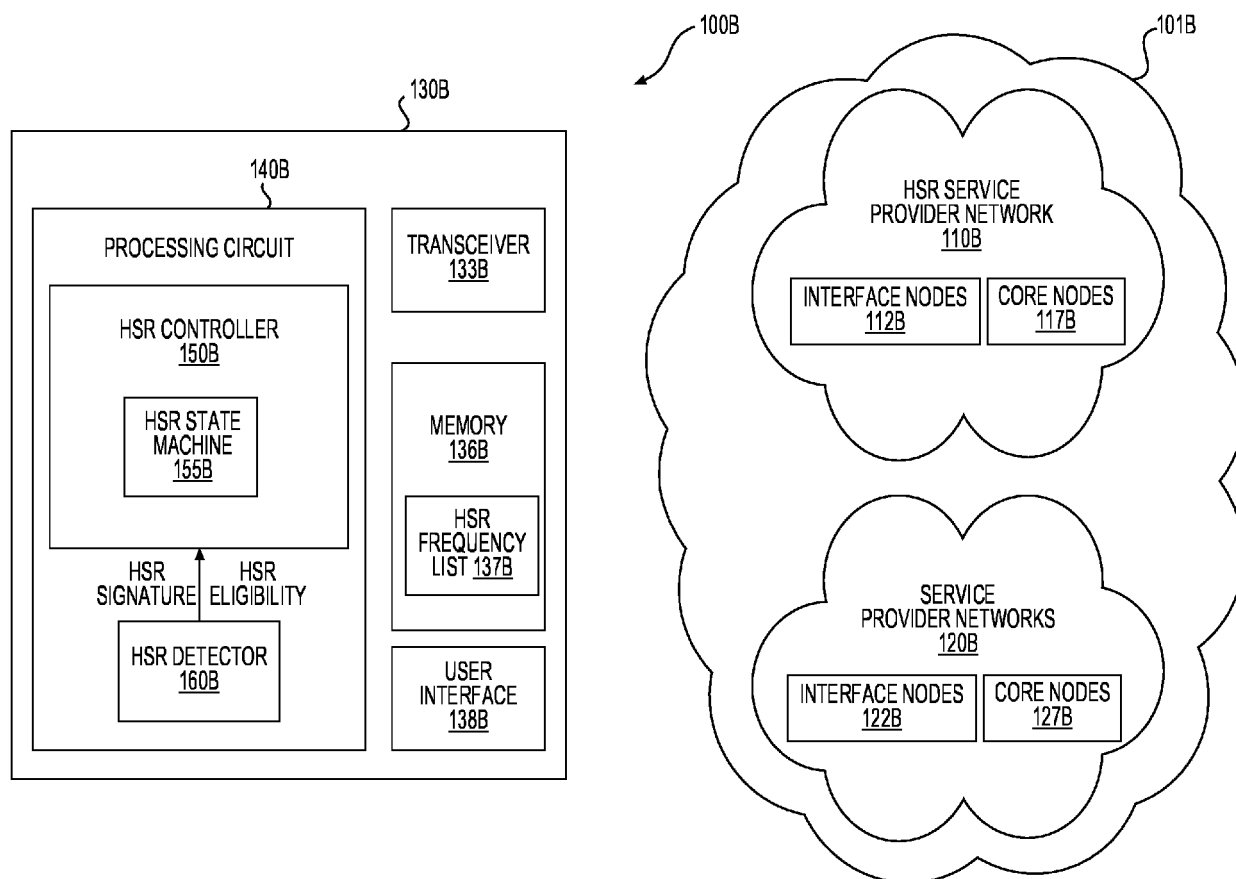 100B
101B
130B
140B
PROCESSING CIRCUIT
HSR CONTROLLER
150B
HSR STATE
MACHINE
155B
HSR
SIGNATURE
HSR
ELIGIBILITY
HSR DETECTOR
160B
TRANSCEIVER
133B
MEMORY
136B
HSR
FREQUENCY
LIST 137B
USER
INTERFACE
138B
HSR SERVICE
PROVIDER NETWORK
110B
INTERFACE NODES
112B
CORE NODES
117B
SERVICE
PROVIDER NETWORKS
120B
INTERFACE NODES
122B
CORE NODES
127B